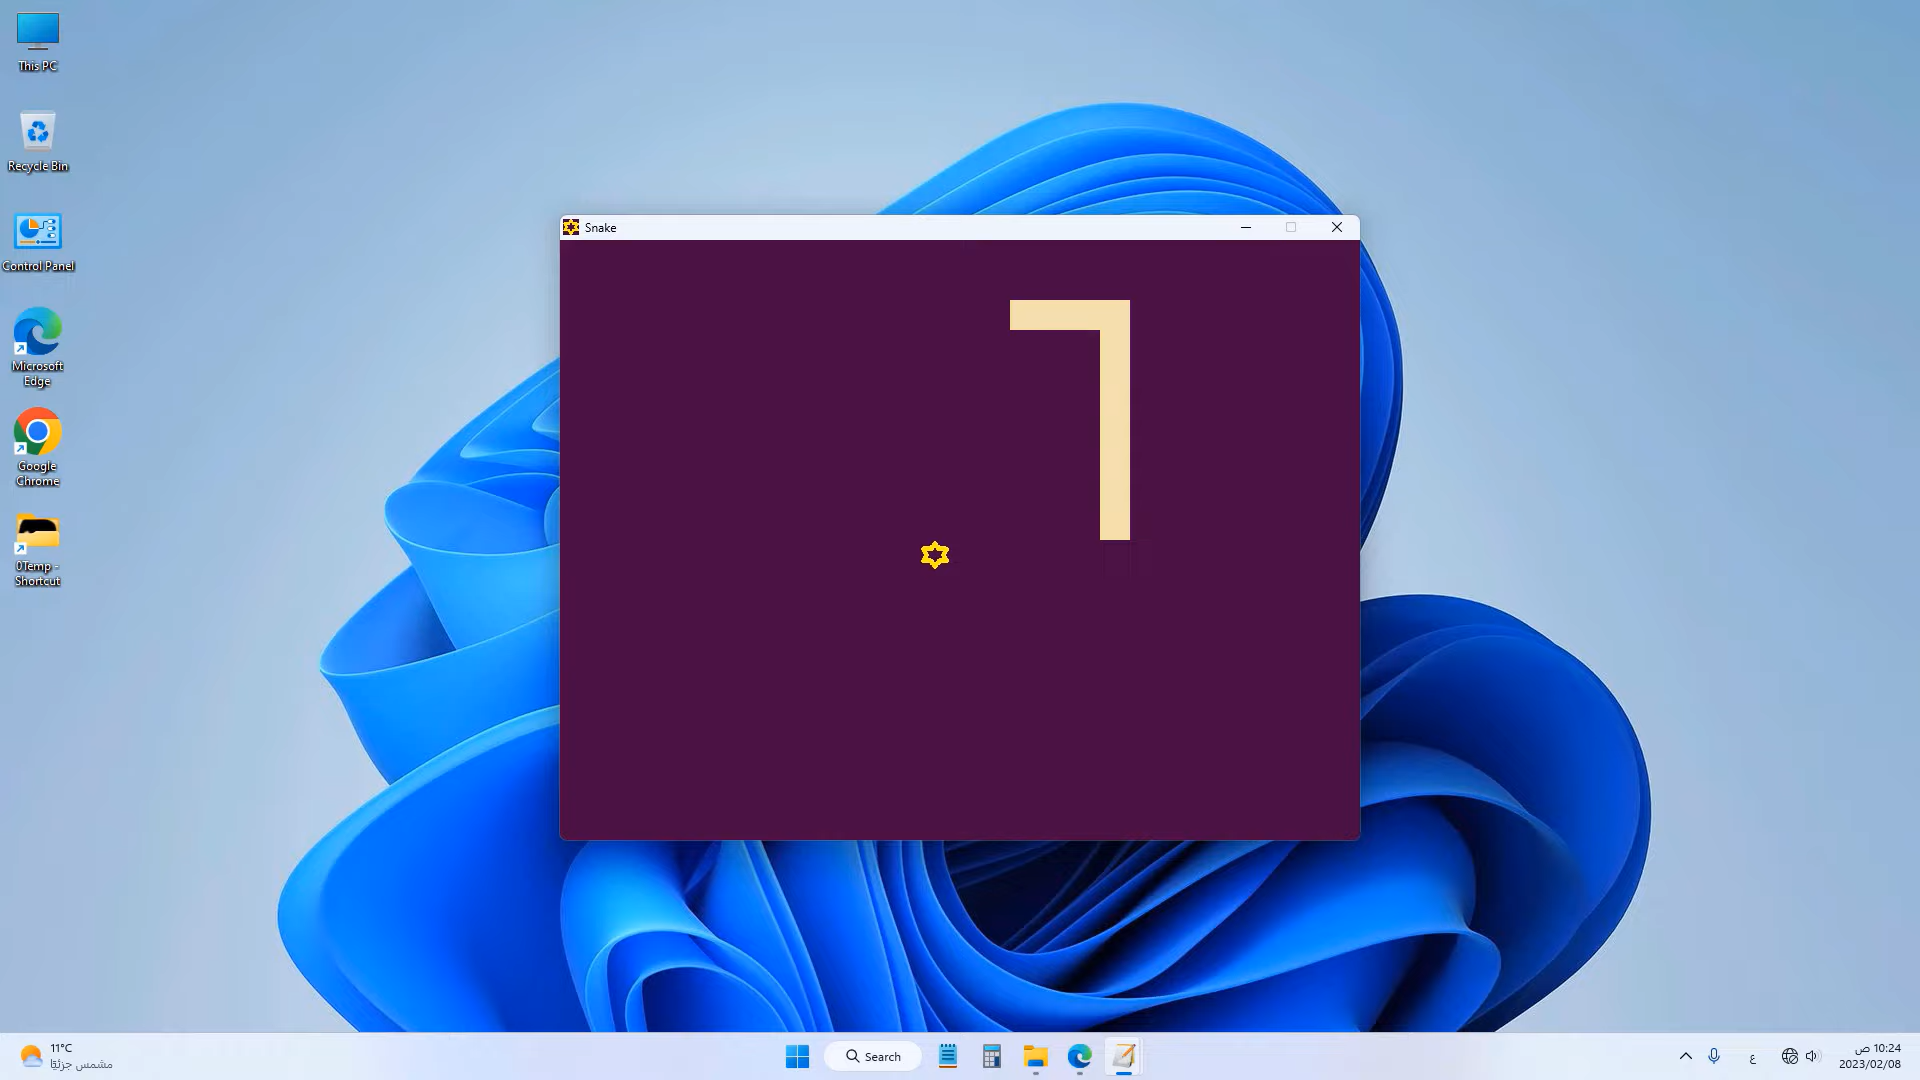 This PC
Recycle Bin
Control Panel
Microsoft
Edge
Google
Chrome
0Temp -
Shortcut
Snake
11°C
مشمس جزئيًا
Search
ع
10:24 ص
2023/02/08